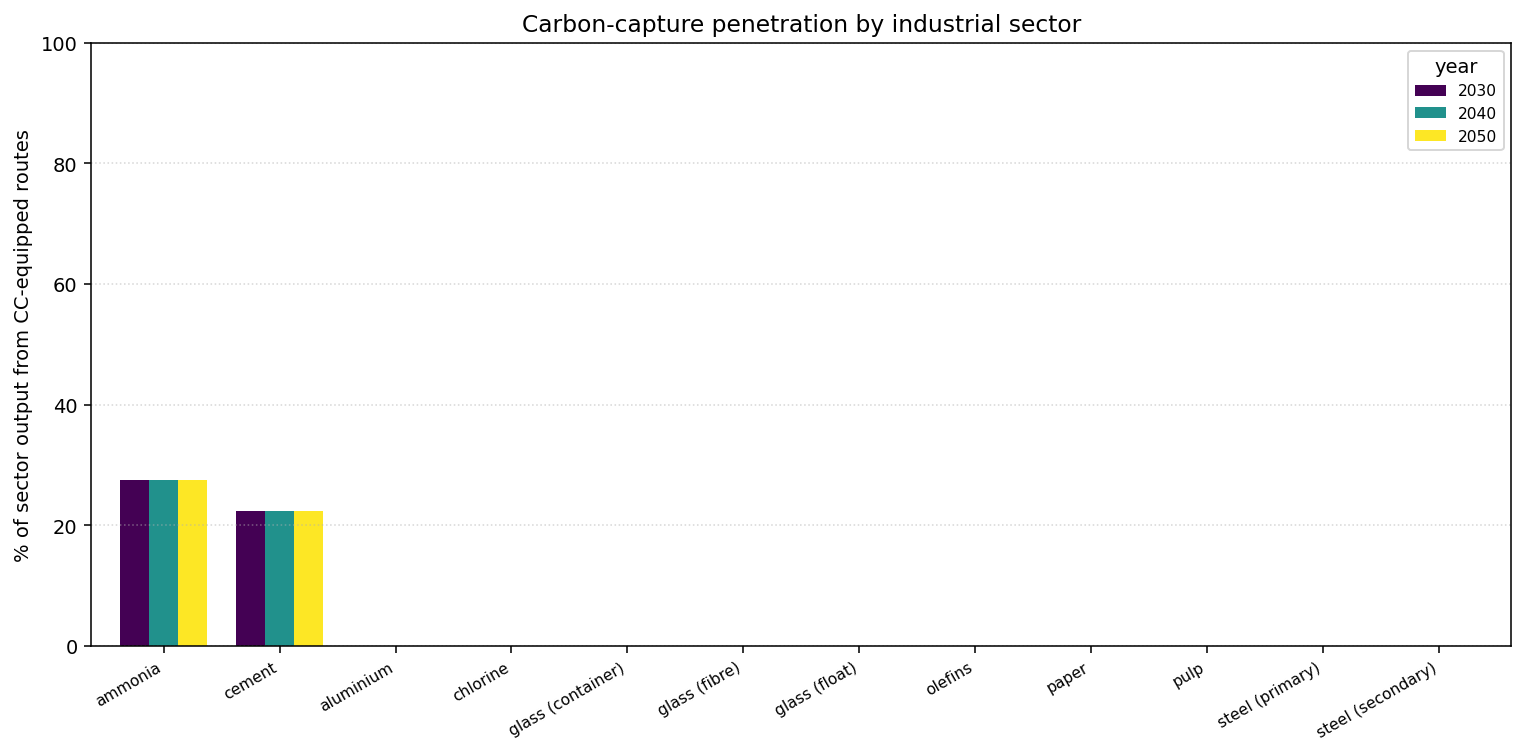 Carbon-capture penetration by industrial sector
% of sector output from CC-equipped routes
100
80
60
40
20
0
year
2030
2040
2050
ammonia
cement
aluminium
chlorine
glass (container)
glass (fibre)
glass (float)
olefins
paper
pulp
steel (primary)
steel (secondary)